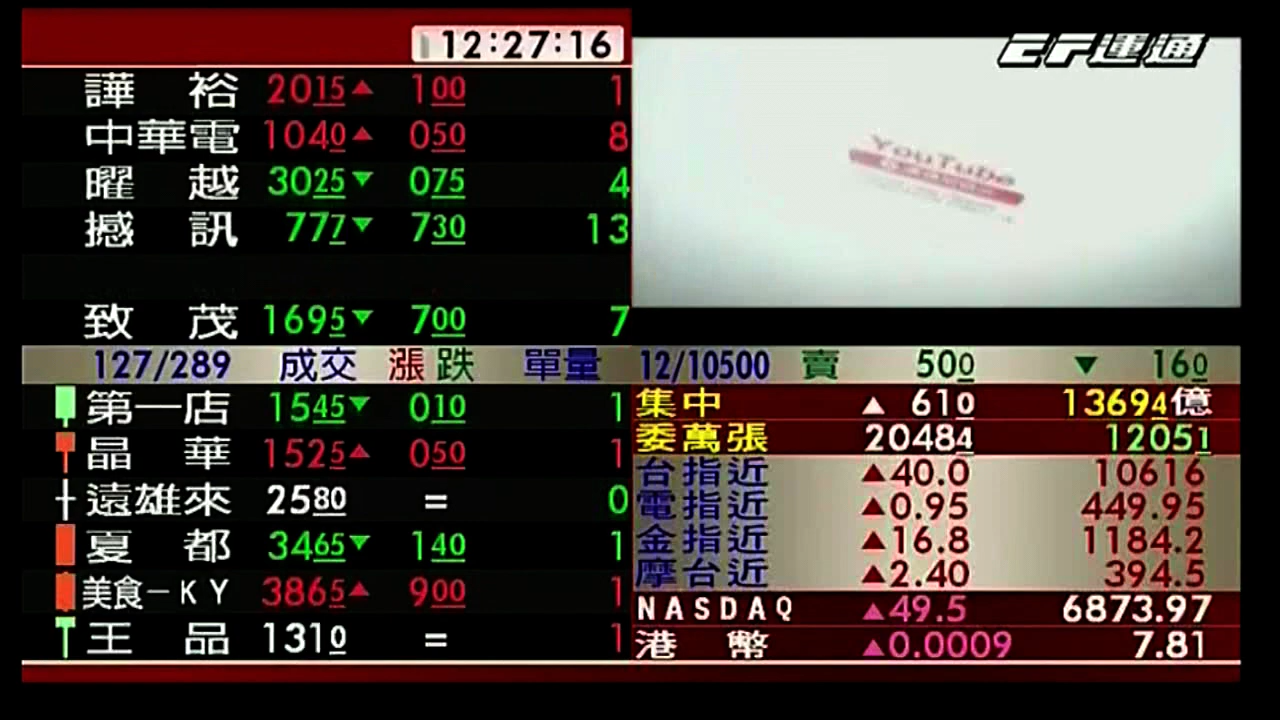 12:27:16
EF運通
譁裕 2015▲ 100 1
中華電 1040▲ 050 8
曜越 3025▼ 075 4
撼訊 777▼ 730 13
致茂 1695▼ 700 7
YouTube
127/289 成交 漲跌 單量
第一店 1545▼ 010 1
晶華 1525▲ 050 1
遠雄來 2580 = 0
夏都 3465▼ 140 1
美食-KY 3865▲ 900 1
王品 1310 = 1
12/10500 賣 500 ▼ 160
集中 ▲ 610 13694億
委萬張 20484 12051
台指近 ▲40.0 10616
電指近 ▲0.95 449.95
金指近 ▲16.8 1184.2
摩台近 ▲2.40 394.5
NASDAQ ▲49.5 6873.97
港幣 ▲0.0009 7.81